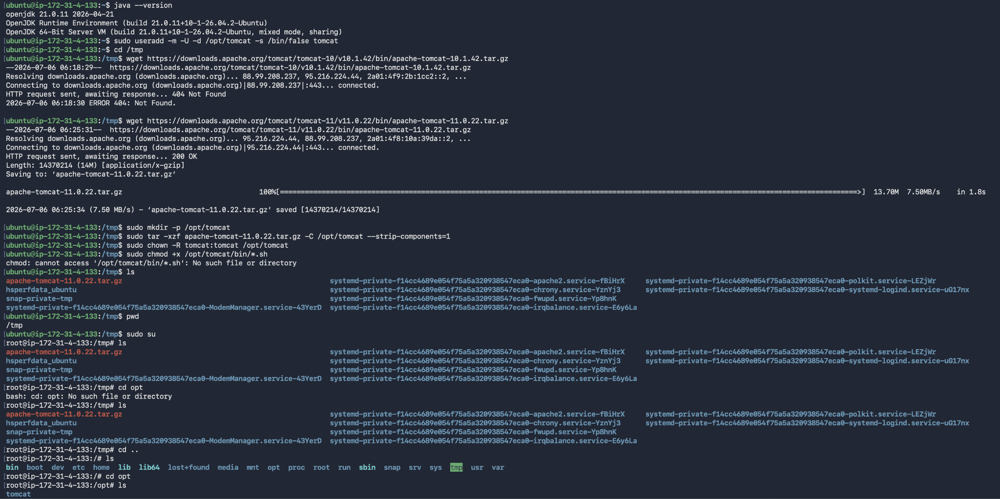 [ubuntu@ip-172-31-4-133:~$ java --version
openjdk 21.0.11 2026-04-21
OpenJDK Runtime Environment (build 21.0.11+10-1-26.04.2-Ubuntu)
OpenJDK 64-Bit Server VM (build 21.0.11+10-1-26.04.2-Ubuntu, mixed mode, sharing)
[ubuntu@ip-172-31-4-133:~$ sudo useradd -m -U -d /opt/tomcat -s /bin/false tomcat
[ubuntu@ip-172-31-4-133:~$ cd /tmp
[ubuntu@ip-172-31-4-133:/tmp$ wget https://downloads.apache.org/tomcat/tomcat-10/v10.1.42/bin/apache-tomcat-10.1.42.tar.gz
--2026-07-06 06:18:29--  https://downloads.apache.org/tomcat/tomcat-10/v10.1.42/bin/apache-tomcat-10.1.42.tar.gz
Resolving downloads.apache.org (downloads.apache.org)... 88.99.208.237, 95.216.224.44, 2a01:4f9:2b:1cc2::2, ...
Connecting to downloads.apache.org (downloads.apache.org)|88.99.208.237|:443... connected.
HTTP request sent, awaiting response... 404 Not Found
2026-07-06 06:18:30 ERROR 404: Not Found.

[ubuntu@ip-172-31-4-133:/tmp$ wget https://downloads.apache.org/tomcat/tomcat-11/v11.0.22/bin/apache-tomcat-11.0.22.tar.gz
--2026-07-06 06:25:31--  https://downloads.apache.org/tomcat/tomcat-11/v11.0.22/bin/apache-tomcat-11.0.22.tar.gz
Resolving downloads.apache.org (downloads.apache.org)... 95.216.224.44, 88.99.208.237, 2a01:4f8:10a:39da::2, ...
Connecting to downloads.apache.org (downloads.apache.org)|95.216.224.44|:443... connected.
HTTP request sent, awaiting response... 200 OK
Length: 14370214 (14M) [application/x-gzip]
Saving to: ‘apache-tomcat-11.0.22.tar.gz’

apache-tomcat-11.0.22.tar.gz 100%[===========================================================================================================================================>] 13.70M 7.50MB/s in 1.8s

2026-07-06 06:25:34 (7.50 MB/s) - ‘apache-tomcat-11.0.22.tar.gz’ saved [14370214/14370214]

[ubuntu@ip-172-31-4-133:/tmp$ sudo mkdir -p /opt/tomcat
[ubuntu@ip-172-31-4-133:/tmp$ sudo tar -xzf apache-tomcat-11.0.22.tar.gz -C /opt/tomcat --strip-components=1
[ubuntu@ip-172-31-4-133:/tmp$ sudo chown -R tomcat:tomcat /opt/tomcat
[ubuntu@ip-172-31-4-133:/tmp$ sudo chmod +x /opt/tomcat/bin/*.sh
chmod: cannot access '/opt/tomcat/bin/*.sh': No such file or directory
[ubuntu@ip-172-31-4-133:/tmp$ ls
apache-tomcat-11.0.22.tar.gz systemd-private-f14cc4689e054f75a5a320938547eca0-apache2.service-fBiHrX systemd-private-f14cc4689e054f75a5a320938547eca0-polkit.service-LEZjWr
hsperfdata_ubuntu systemd-private-f14cc4689e054f75a5a320938547eca0-chrony.service-YznYj3 systemd-private-f14cc4689e054f75a5a320938547eca0-systemd-logind.service-uG17nx
snap-private-tmp systemd-private-f14cc4689e054f75a5a320938547eca0-fwupd.service-Yp8hnK
systemd-private-f14cc4689e054f75a5a320938547eca0-ModemManager.service-43YerD systemd-private-f14cc4689e054f75a5a320938547eca0-irqbalance.service-E6y6La
[ubuntu@ip-172-31-4-133:/tmp$ pwd
/tmp
[ubuntu@ip-172-31-4-133:/tmp$ sudo su
[root@ip-172-31-4-133:/tmp# ls
apache-tomcat-11.0.22.tar.gz systemd-private-f14cc4689e054f75a5a320938547eca0-apache2.service-fBiHrX systemd-private-f14cc4689e054f75a5a320938547eca0-polkit.service-LEZjWr
hsperfdata_ubuntu systemd-private-f14cc4689e054f75a5a320938547eca0-chrony.service-YznYj3 systemd-private-f14cc4689e054f75a5a320938547eca0-systemd-logind.service-uG17nx
snap-private-tmp systemd-private-f14cc4689e054f75a5a320938547eca0-fwupd.service-Yp8hnK
systemd-private-f14cc4689e054f75a5a320938547eca0-ModemManager.service-43YerD systemd-private-f14cc4689e054f75a5a320938547eca0-irqbalance.service-E6y6La
[root@ip-172-31-4-133:/tmp# cd opt
bash: cd: opt: No such file or directory
[root@ip-172-31-4-133:/tmp# ls
apache-tomcat-11.0.22.tar.gz systemd-private-f14cc4689e054f75a5a320938547eca0-apache2.service-fBiHrX systemd-private-f14cc4689e054f75a5a320938547eca0-polkit.service-LEZjWr
hsperfdata_ubuntu systemd-private-f14cc4689e054f75a5a320938547eca0-chrony.service-YznYj3 systemd-private-f14cc4689e054f75a5a320938547eca0-systemd-logind.service-uG17nx
snap-private-tmp systemd-private-f14cc4689e054f75a5a320938547eca0-fwupd.service-Yp8hnK
systemd-private-f14cc4689e054f75a5a320938547eca0-ModemManager.service-43YerD systemd-private-f14cc4689e054f75a5a320938547eca0-irqbalance.service-E6y6La
[root@ip-172-31-4-133:/tmp# cd ..
[root@ip-172-31-4-133:/# ls
bin boot dev etc home lib lib64 lost+found media mnt opt proc root run sbin snap srv sys tmp usr var
[root@ip-172-31-4-133:/# cd opt
[root@ip-172-31-4-133:/opt# ls
tomcat